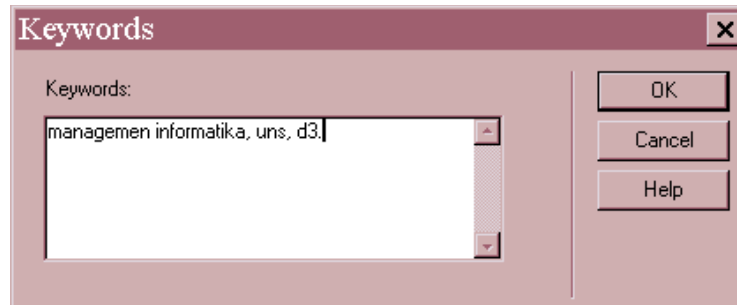 Keywords
Keywords:
managemen informatika, uns, d3.
OK
Cancel
Help